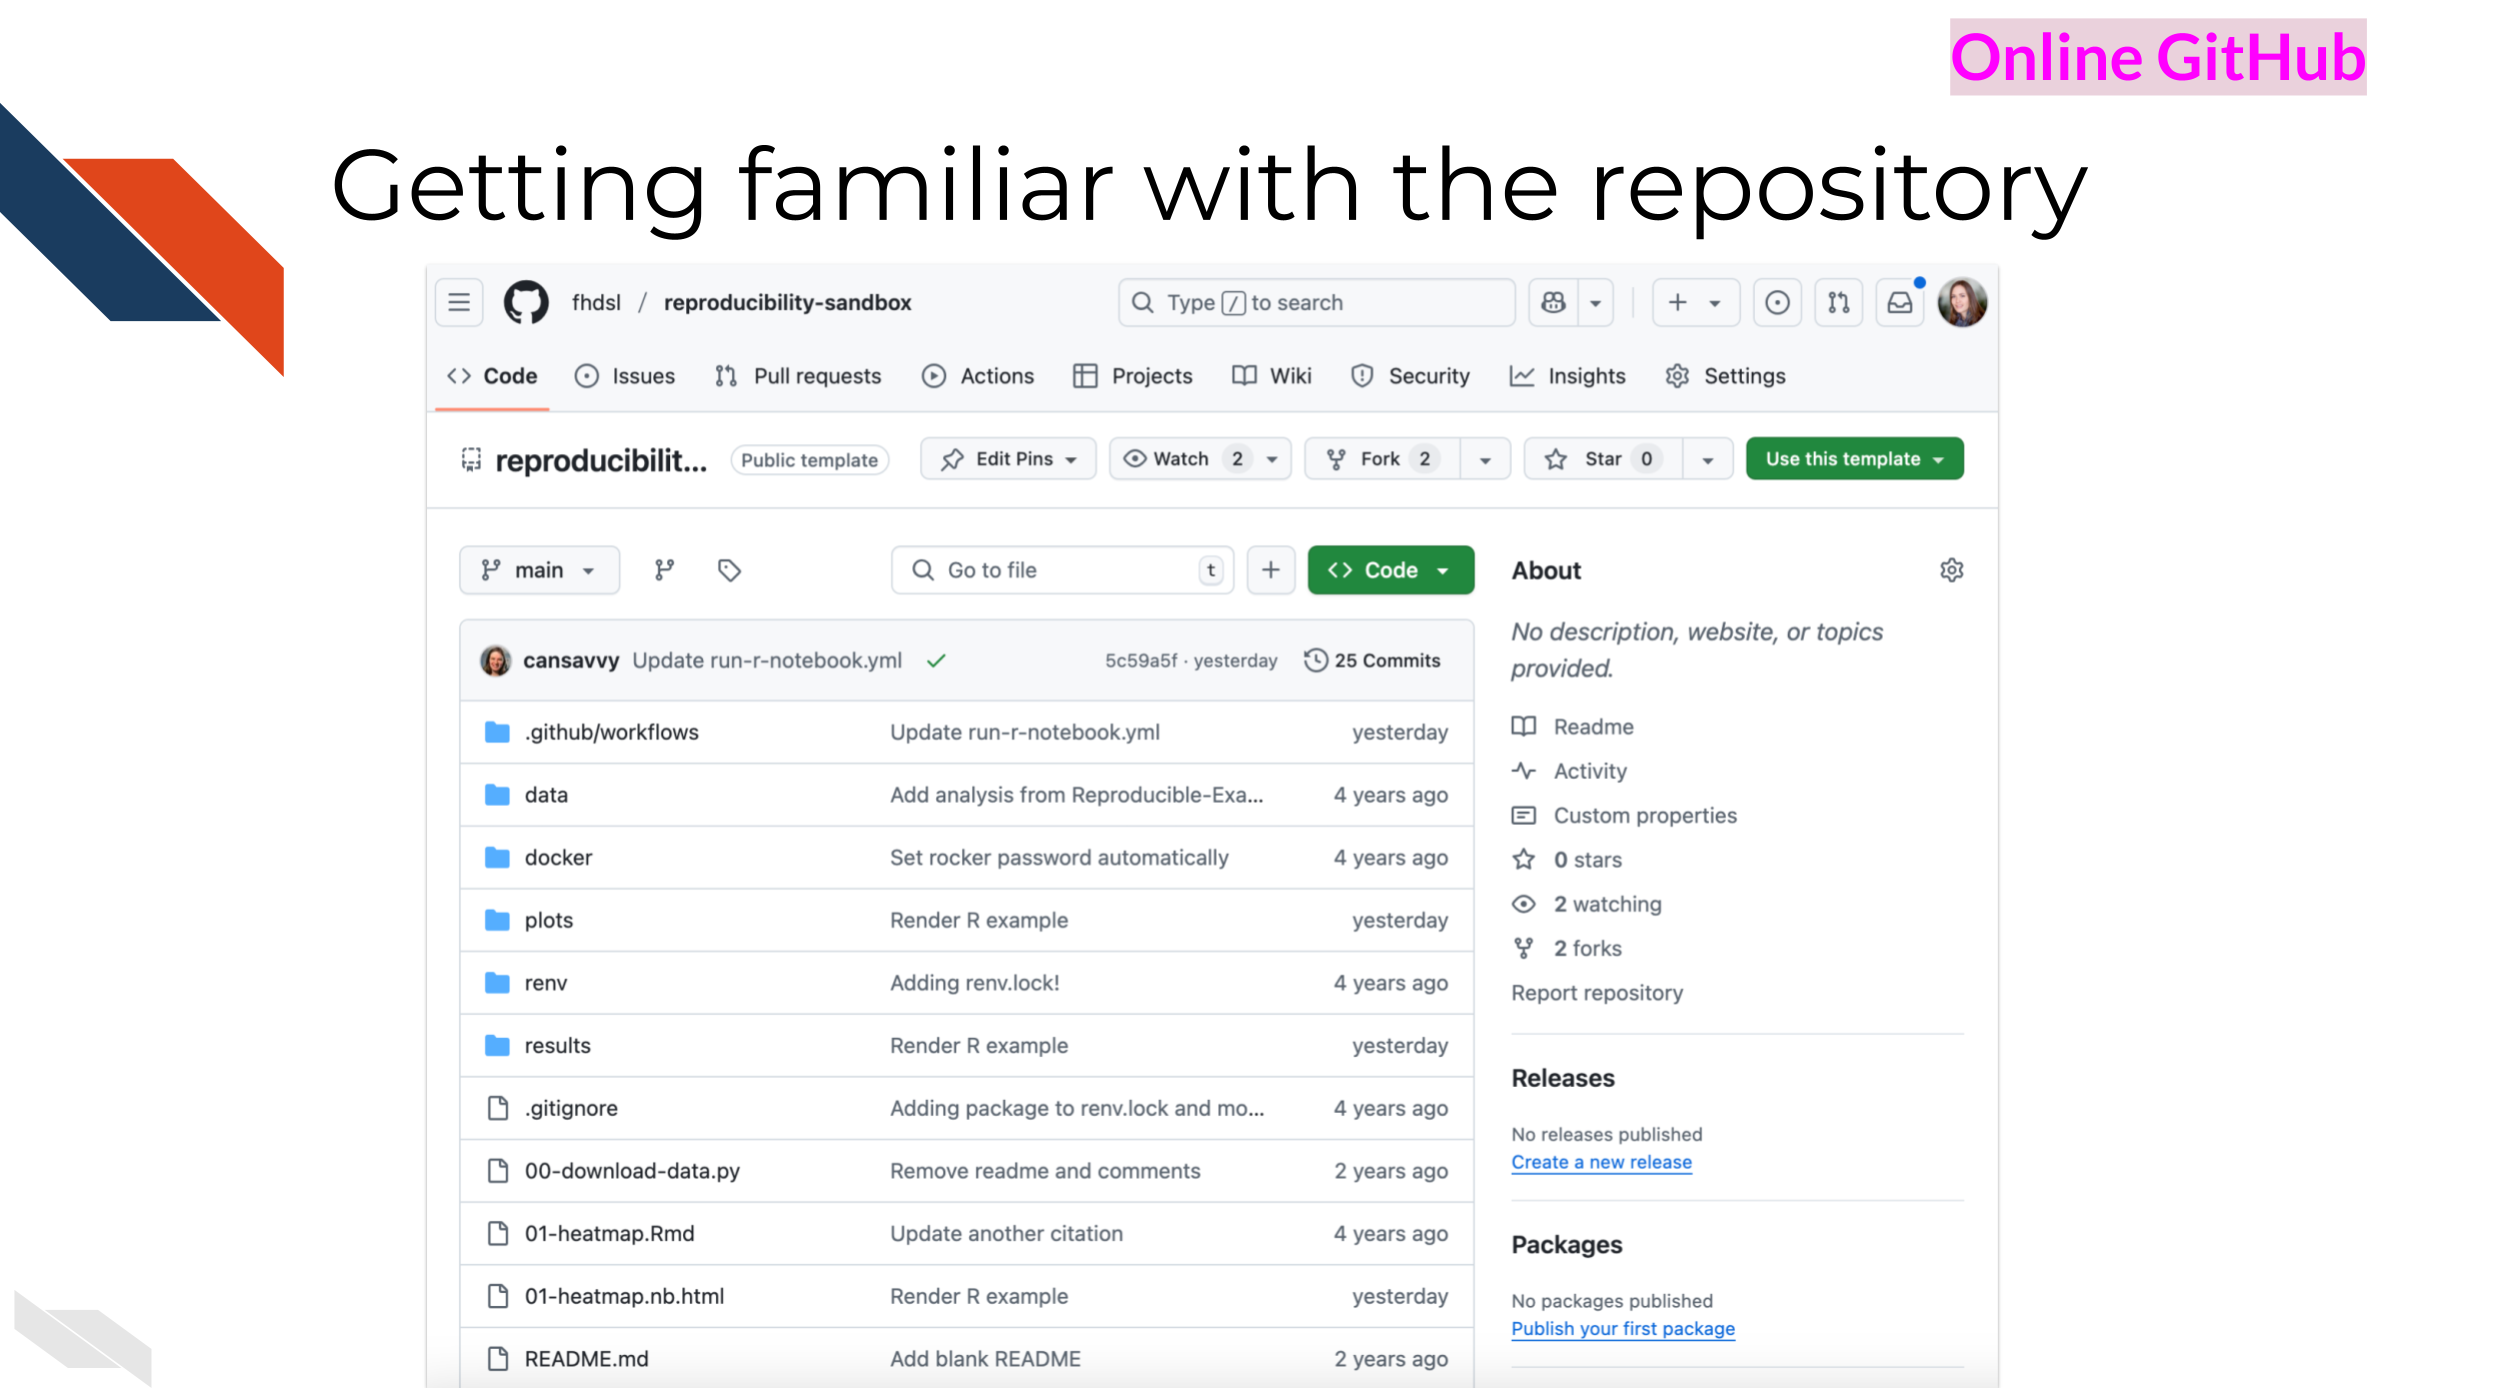 Online GitHub
Getting familiar with the repository
fhdsl / reproducibility-sandbox
Type / to search
Code Issues Pull requests Actions Projects Wiki Security Insights Settings
reproducibilit... Public template Edit Pins Watch 2 Fork 2 Star 0 Use this template
main Go to file t + Code
cansavvy Update run-r-notebook.yml 5c59a5f · yesterday 25 Commits
.github/workflows Update run-r-notebook.yml yesterday
data Add analysis from Reproducible-Exa... 4 years ago
docker Set rocker password automatically 4 years ago
plots Render R example yesterday
renv Adding renv.lock! 4 years ago
results Render R example yesterday
.gitignore Adding package to renv.lock and mo... 4 years ago
00-download-data.py Remove readme and comments 2 years ago
01-heatmap.Rmd Update another citation 4 years ago
01-heatmap.nb.html Render R example yesterday
README.md Add blank README 2 years ago
About
No description, website, or topics
provided.
Readme
Activity
Custom properties
0 stars
2 watching
2 forks
Report repository
Releases
No releases published
Create a new release
Packages
No packages published
Publish your first package